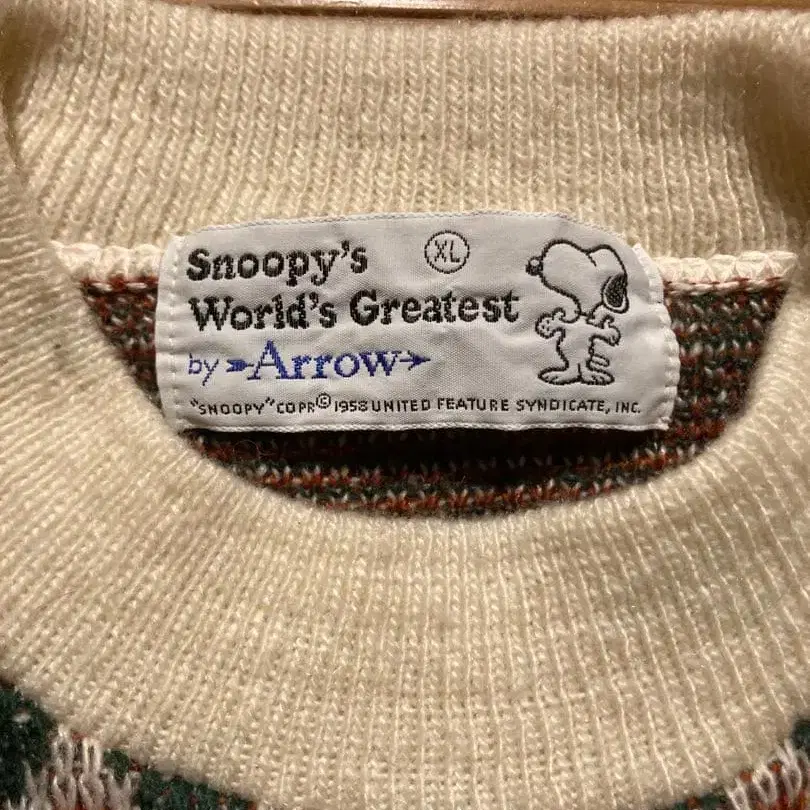 Snoopy's XL
World's Greatest
by Arrow
"SNOOPY" COPR © 1958 UNITED FEATURE SYNDICATE, INC.